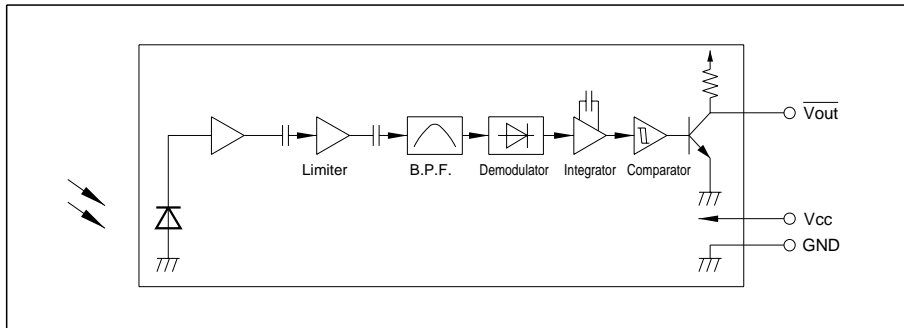 Vout
Limiter
B.P.F.
Demodulator
Integrator
Comparator
Vcc
GND